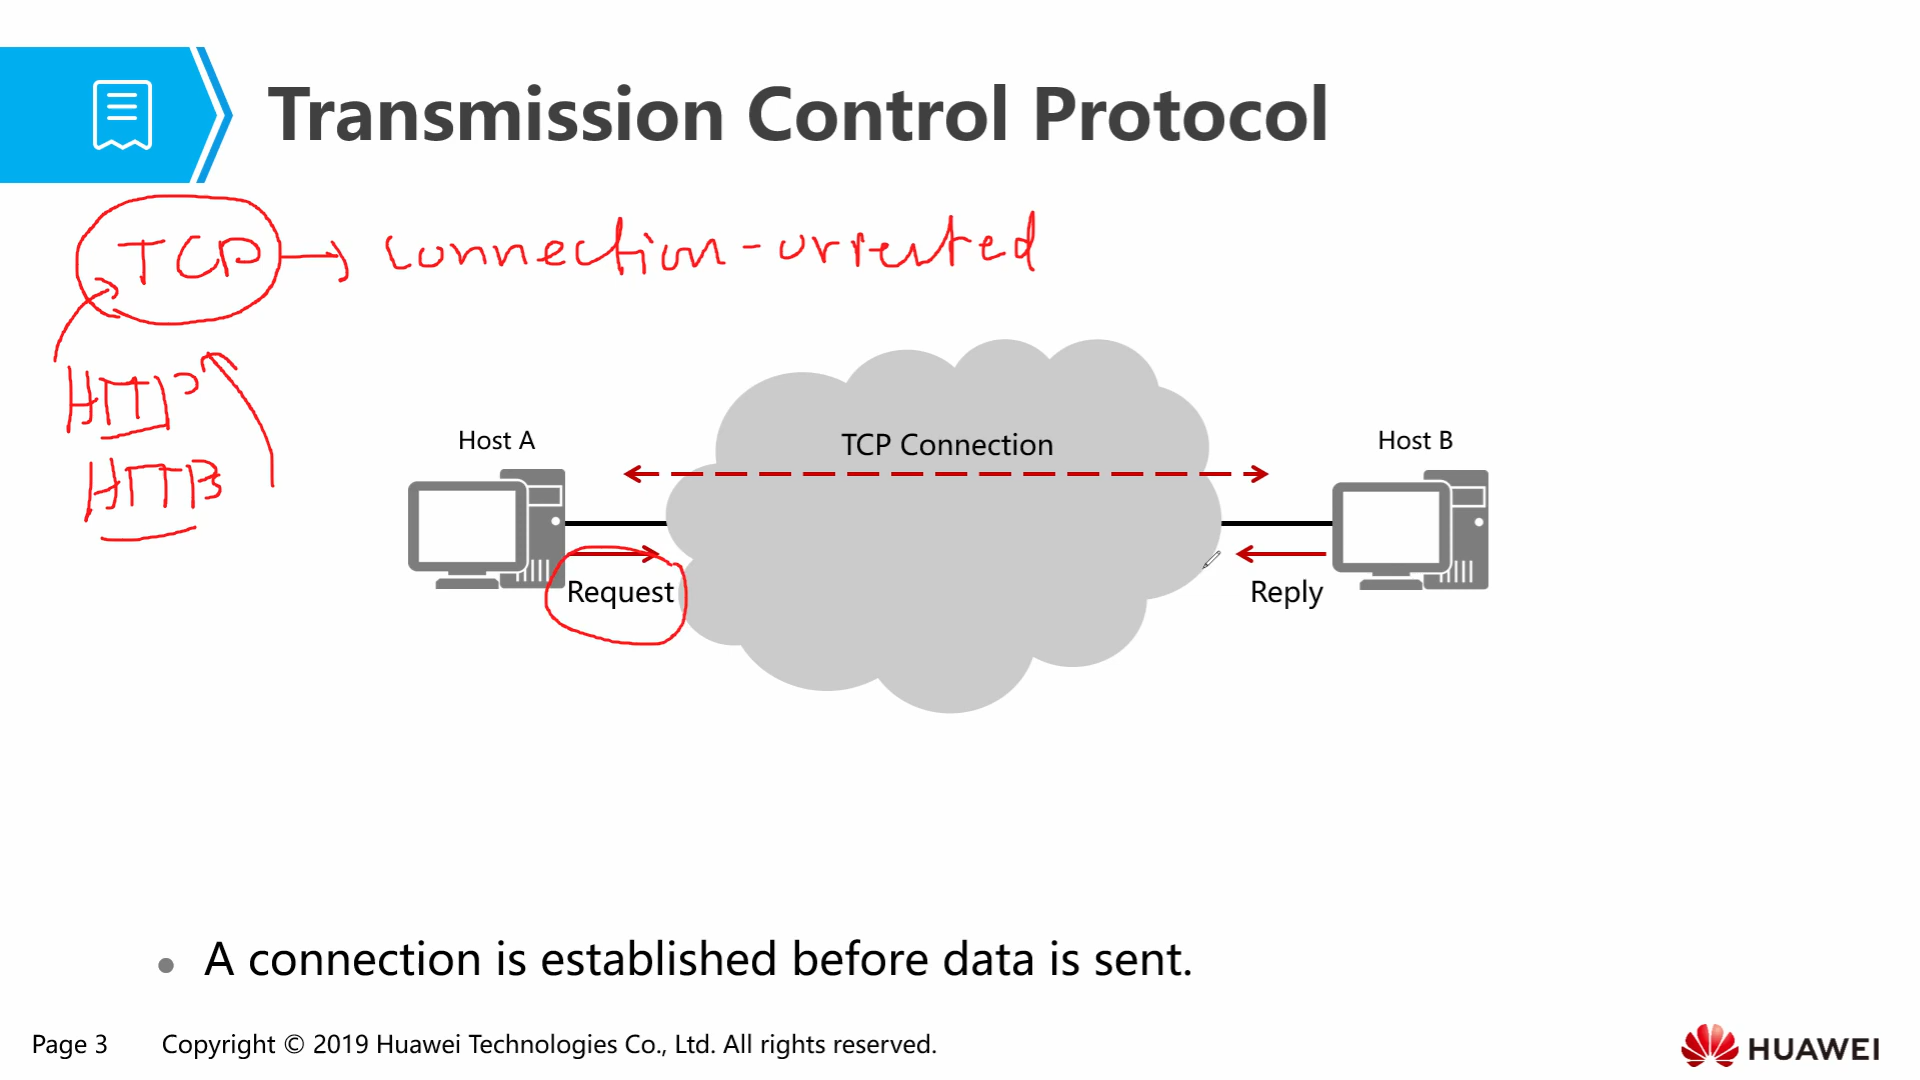 Transmission Control Protocol
TCP → connection-oriented
HTTP
Host A
TCP Connection
Host B
Request
Reply
• A connection is established before data is sent.
Page 3 Copyright © 2019 Huawei Technologies Co., Ltd. All rights reserved.
HUAWEI